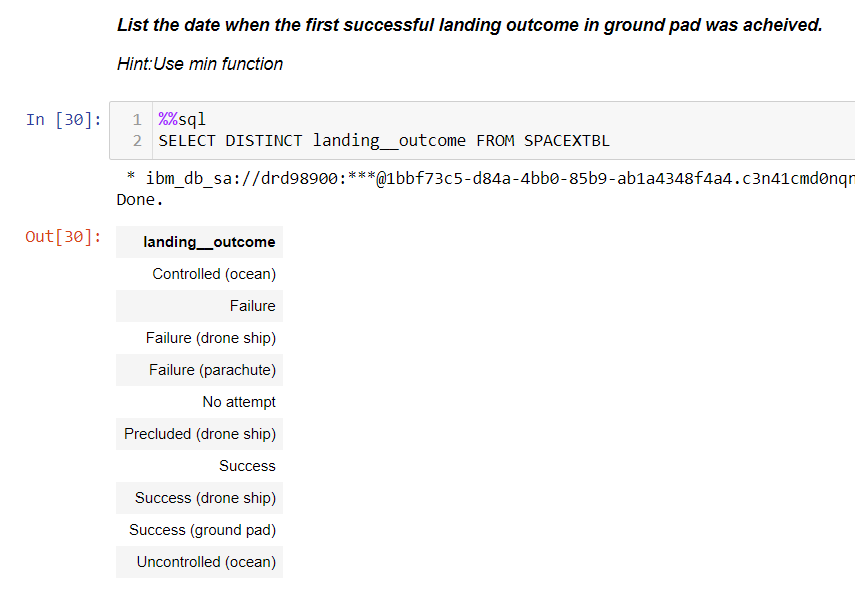 List the date when the first successful landing outcome in ground pad was acheived.
Hint:Use min function
In [30]:
1 %%sql
2 SELECT DISTINCT landing__outcome FROM SPACEXTBL
* ibm_db_sa://drd98900:***@1bbf73c5-d84a-4bb0-85b9-ab1a4348f4a4.c3n41cmd0nqn
Done.
Out[30]:
landing__outcome
Controlled (ocean)
Failure
Failure (drone ship)
Failure (parachute)
No attempt
Precluded (drone ship)
Success
Success (drone ship)
Success (ground pad)
Uncontrolled (ocean)